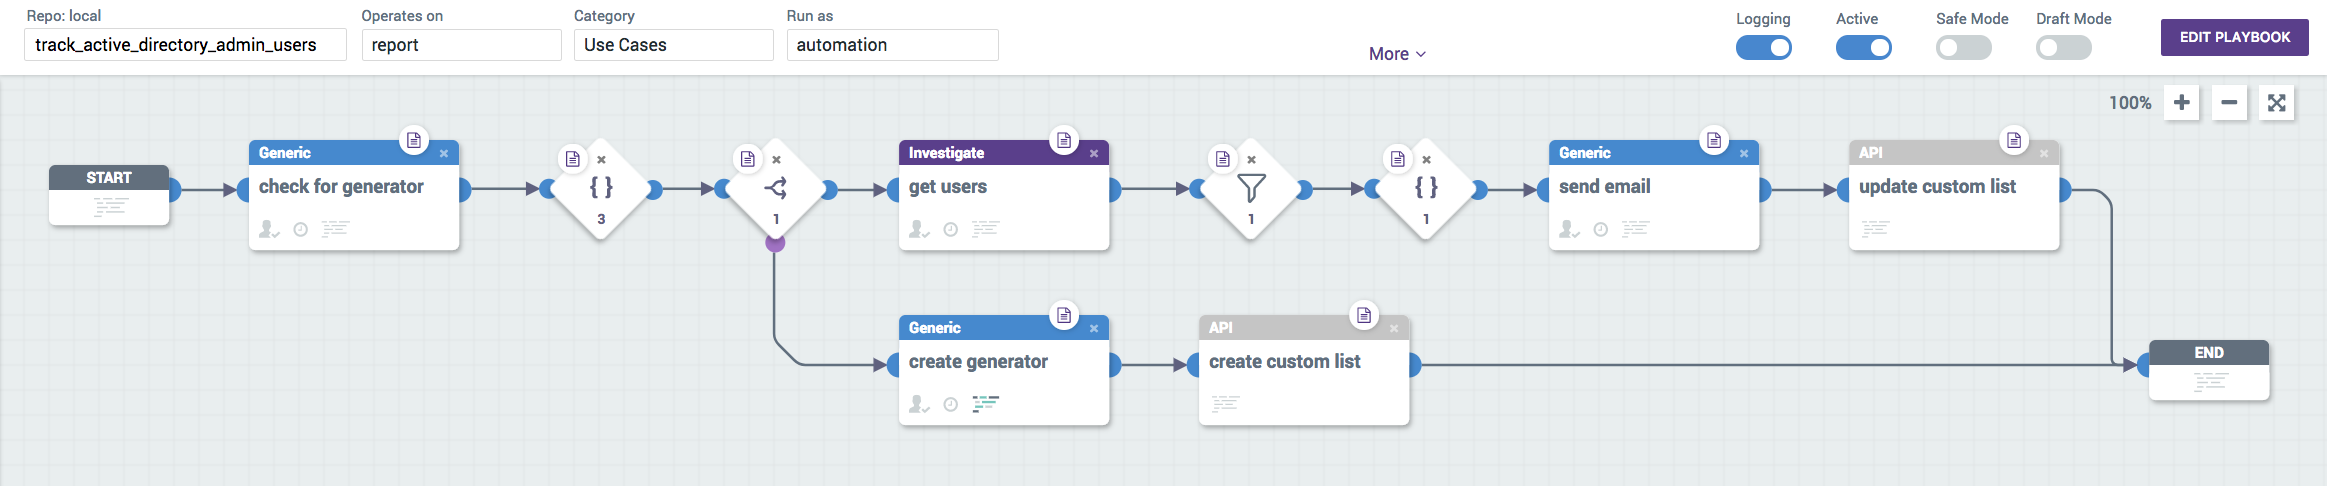 Repo: local
Operates on
Category
Run as
Logging
Active
Safe Mode
Draft Mode
track_active_directory_admin_users
report
Use Cases
automation
More
EDIT PLAYBOOK
100%
START
Generic
check for generator
{ }
3
1
Investigate
get users
1
{ }
1
Generic
send email
API
update custom list
Generic
create generator
API
create custom list
END